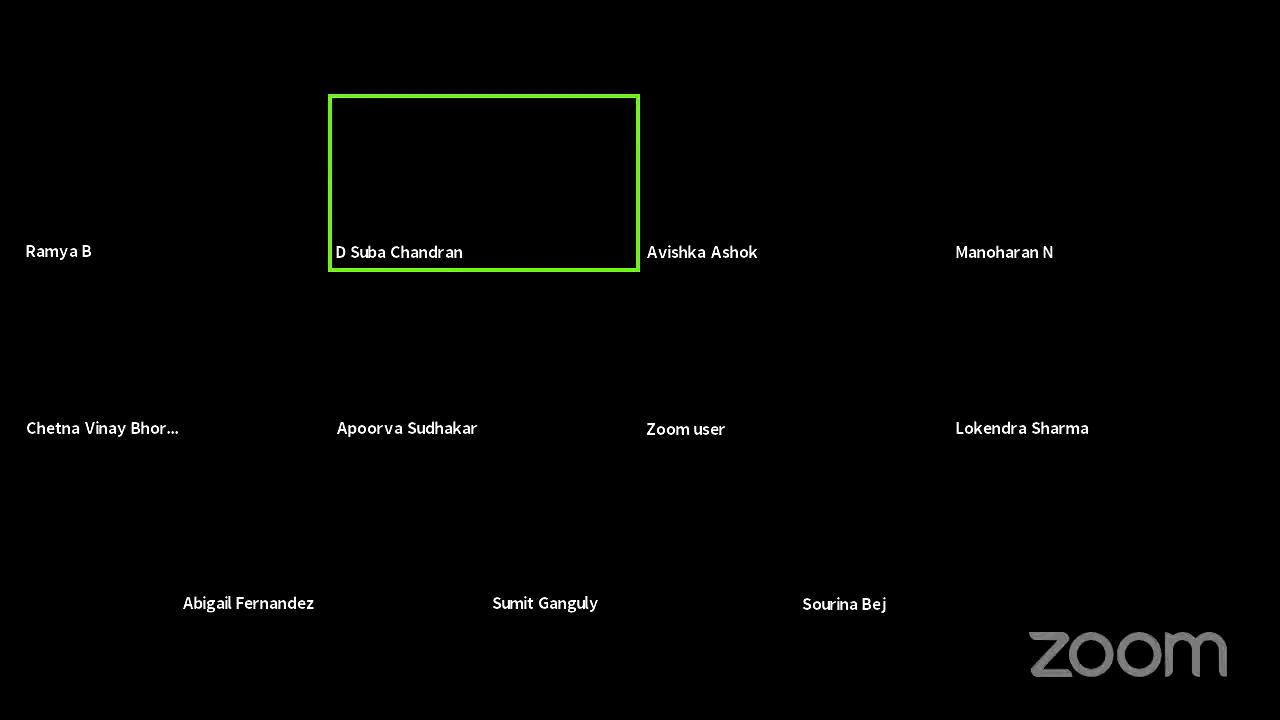 Ramya B
D Suba Chandran
Avishka Ashok
Manoharan N
Chetna Vinay Bhor...
Apoorva Sudhakar
Zoom user
Lokendra Sharma
Abigail Fernandez
Sumit Ganguly
Sourina Bej
zoom